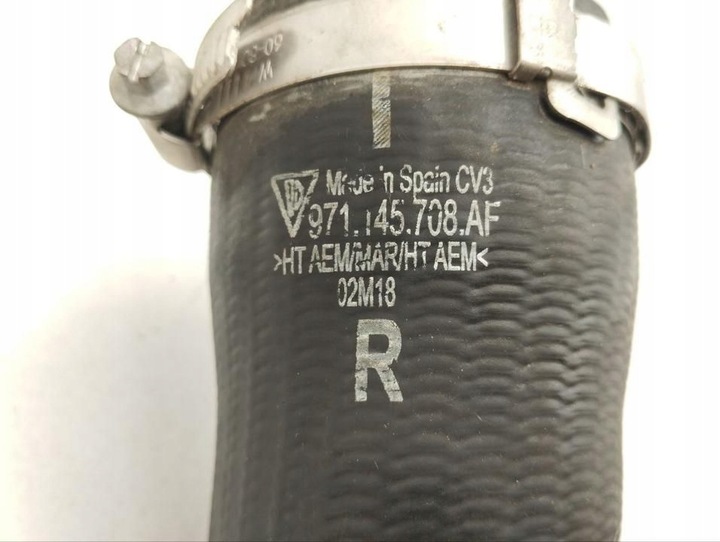 Made in Spain CV3
971.145.708.AF
>HT AEM/MAR/HT AEM<
02M18
R